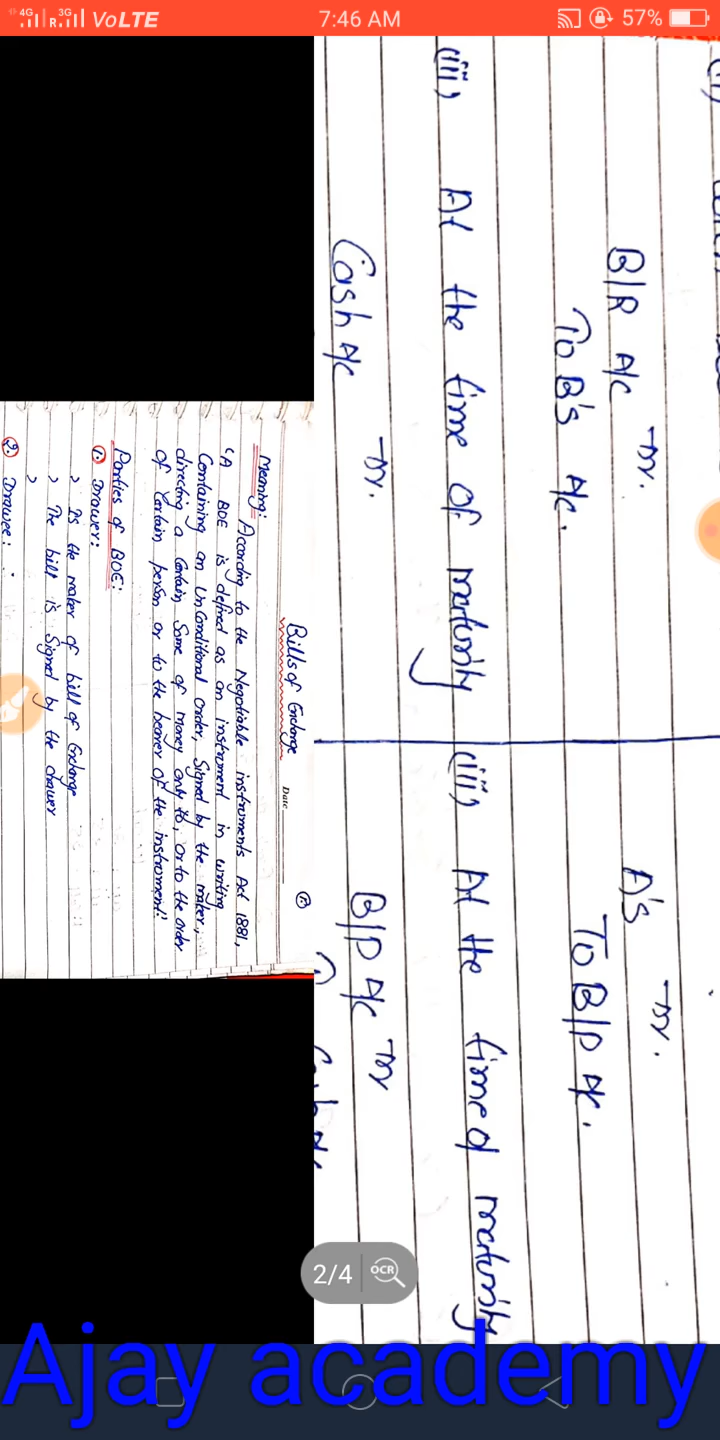 4G 3G R VoLTE 7:46 AM 57%
B/R A/c Dr.
To B's A/c.
(iii) At the time of maturity
Cash A/c Dr.
A's Dr.
To B/P A/c.
(iii) At the time of maturity
B/P A/c Dr
Bills of Exchange
Date
Meaning: According to the Negotiable instruments Act 1881,
"A BOE is defined as an instrument in writing
Containing an UnConditional order, Signed by the maker,
directing a Certain Some of money only to, or to the order
of Certain person or to the bearer of the instrument."
Parties of BOE:
1. Drawer:
> Is the maker of bill of Exchange
> The bill is Signed by the drawer
>
2. Drawee:
2/4 OCR
Ajay academy